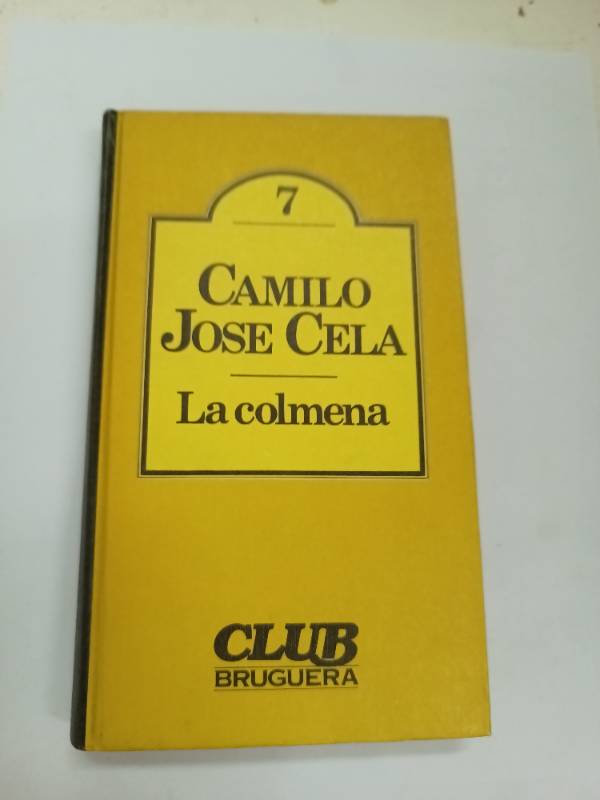 7
CAMILO
JOSE CELA
La colmena
CLUB
BRUGUERA